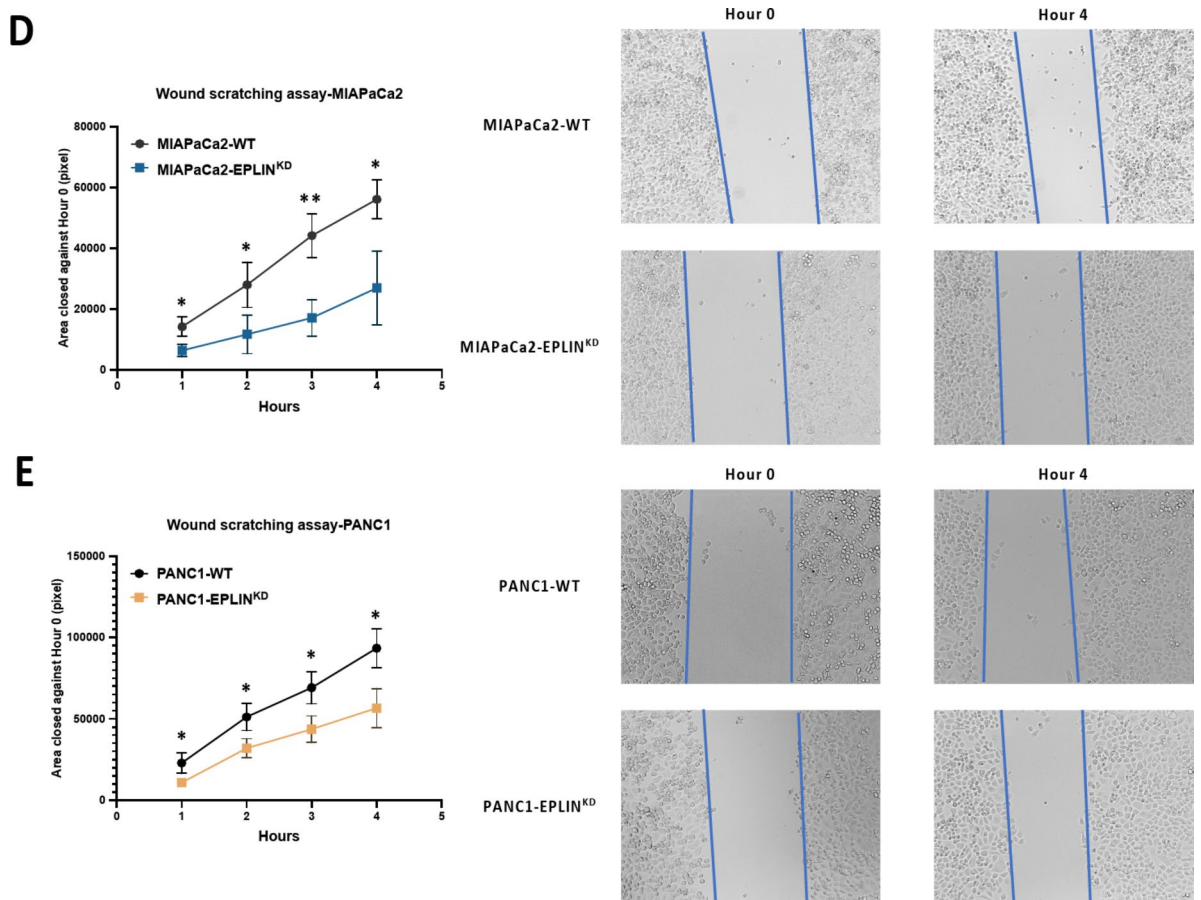 D
Wound scratching assay-MIAPaCa2
MIAPaCa2-WT
MIAPaCa2-EPLINᴷᴰ
Area closed against Hour 0 (pixel)
80000
60000
40000
20000
0
*
*
**
*
0 1 2 3 4 5
Hours
Hour 0 Hour 4
MIAPaCa2-WT
MIAPaCa2-EPLINᴷᴰ
E
Wound scratching assay-PANC1
PANC1-WT
PANC1-EPLINᴷᴰ
Area closed against Hour 0 (pixel)
150000
100000
50000
0
*
*
*
*
0 1 2 3 4 5
Hours
Hour 0 Hour 4
PANC1-WT
PANC1-EPLINᴷᴰ